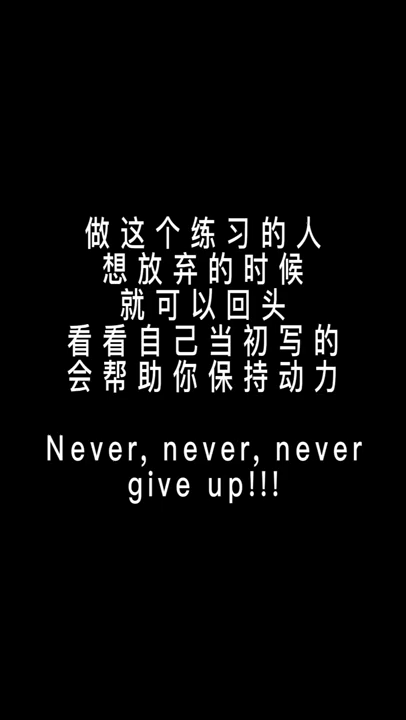 做这个练习的人
想放弃的时候
就可以回头
看看自己当初写的
会帮助你保持动力
Never, never, never
give up!!!